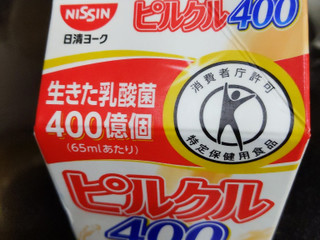 NISSIN
日清ヨーク
ピルクル400
生きた乳酸菌
400億個
(65mlあたり)
消費者庁許可
特定保健用食品
ピルクル
400